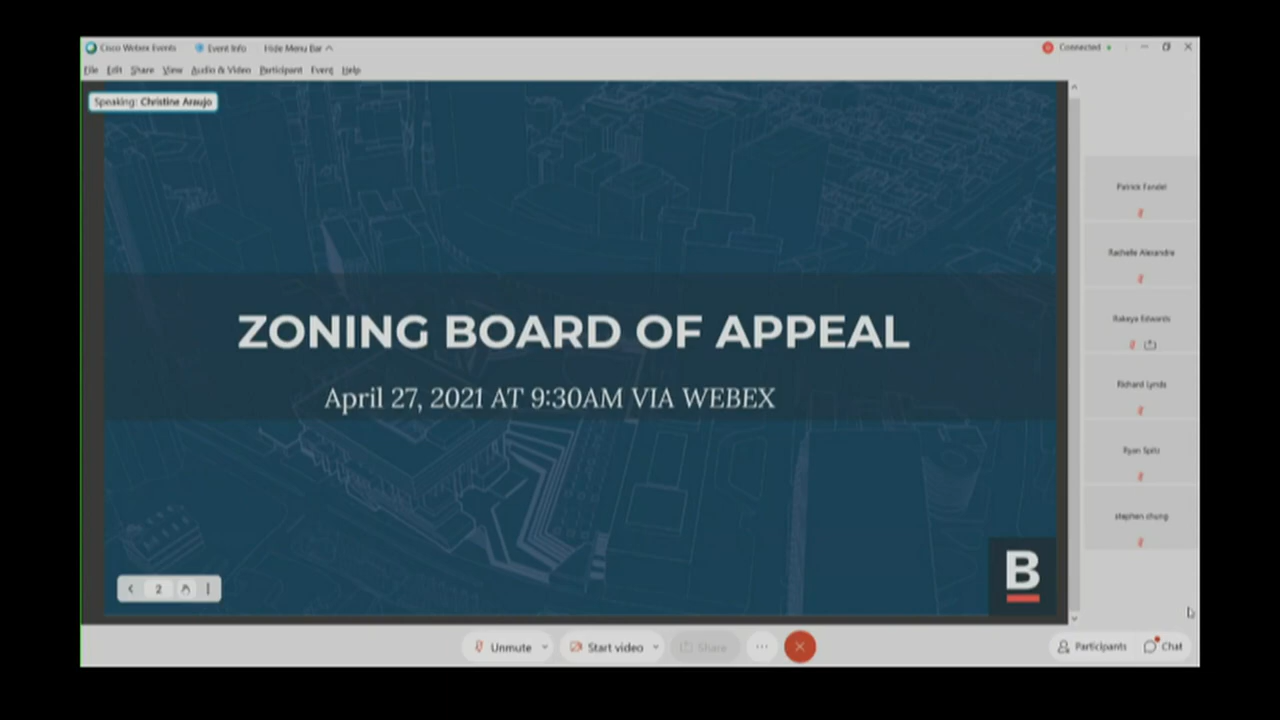 Cisco Webex Events Event Info Hide Menu Bar
Connected
File Edit Share View Audio & Video Participant Event Help
Speaking: Christine Araujo
ZONING BOARD OF APPEAL
April 27, 2021 AT 9:30AM VIA WEBEX
B
2
Patrick Fandel
Rachelle Alexandre
Rakeya Edwards
Richard Lynds
Ryan Spitz
stephen chung
Unmute Start video Share
Participants Chat